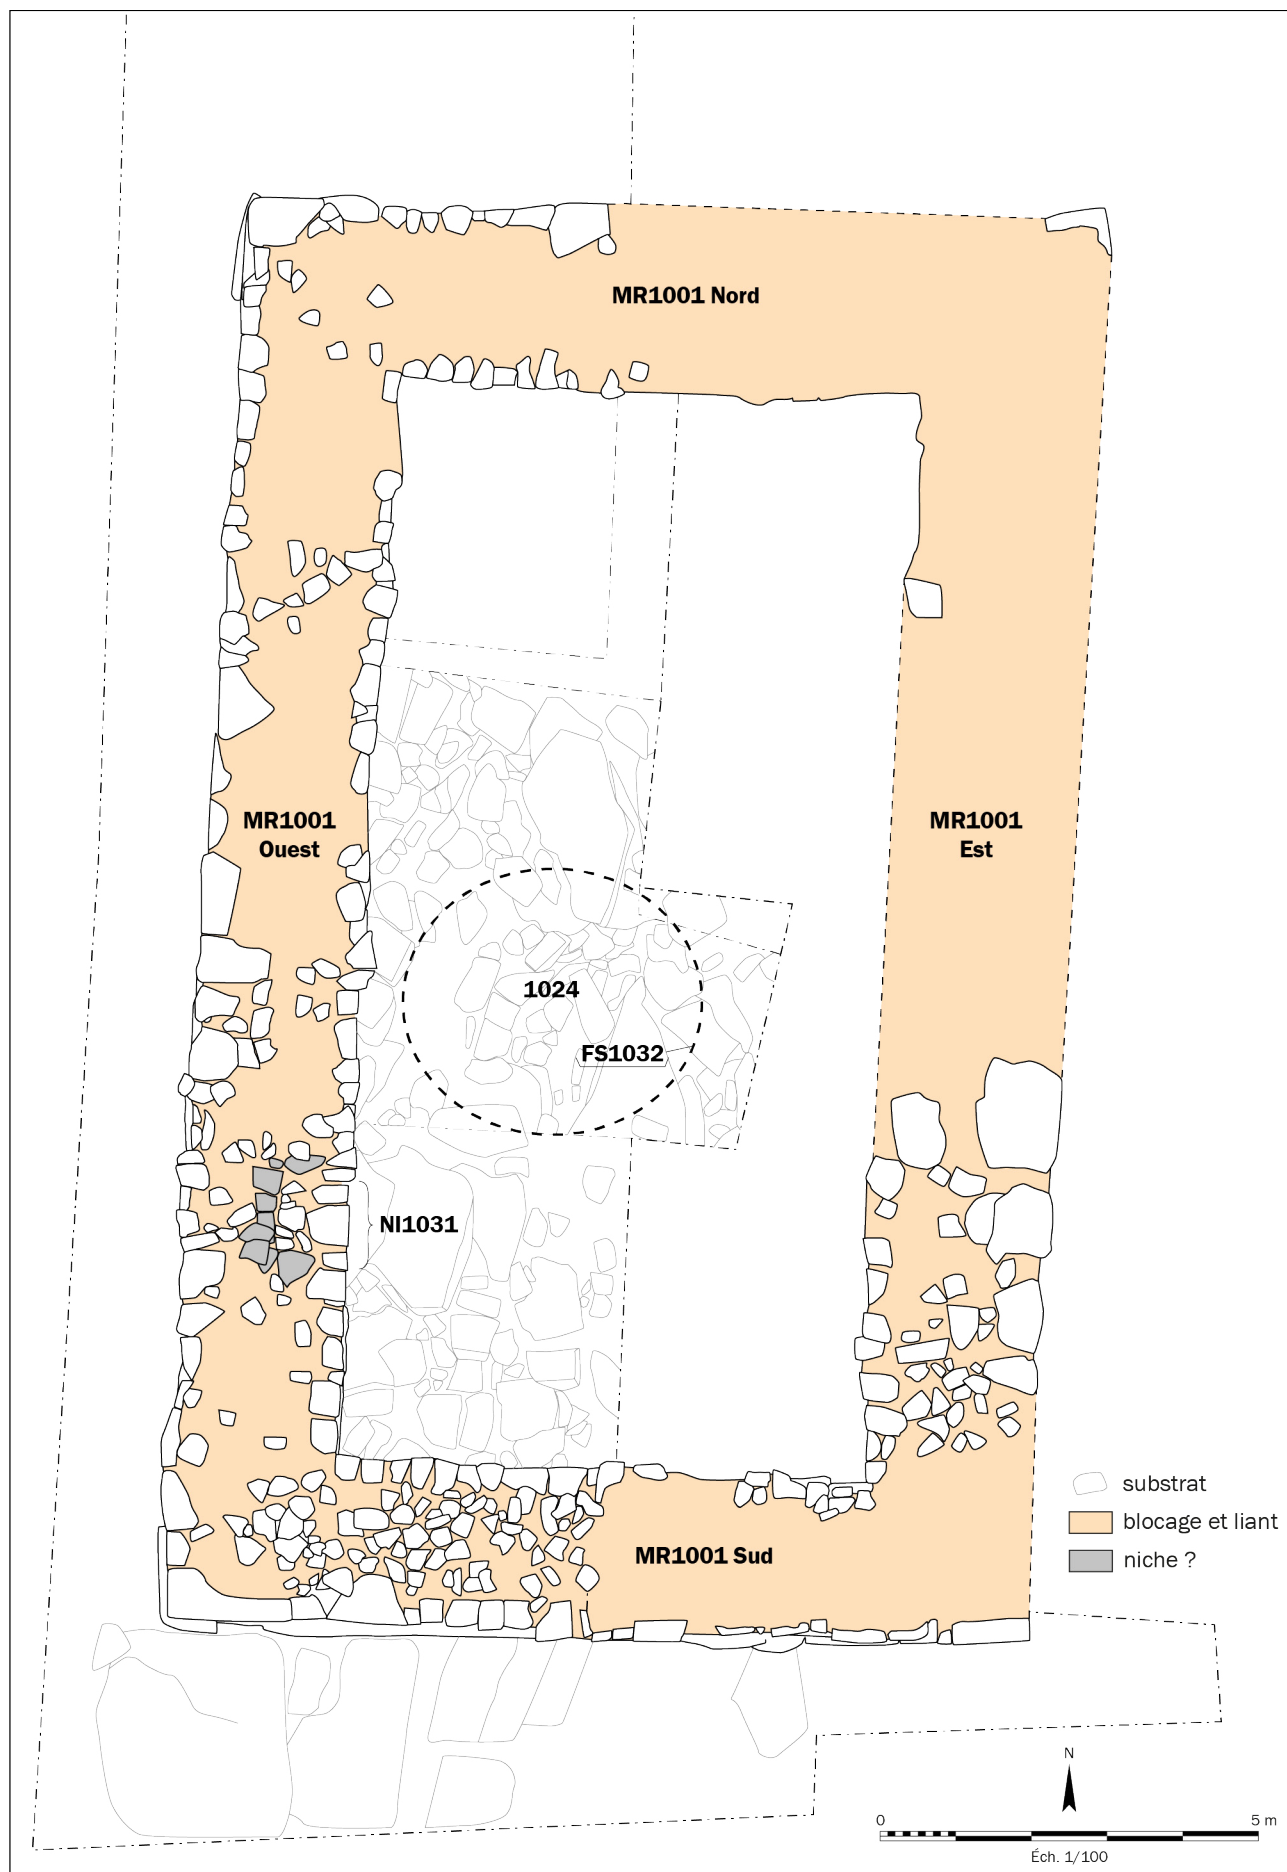 MR1001 Nord
MR1001
Ouest
MR1001
Est
1024
FS1032
NI1031
substrat
blocage et liant
niche ?
MR1001 Sud
N
0
5 m
Éch. 1/100